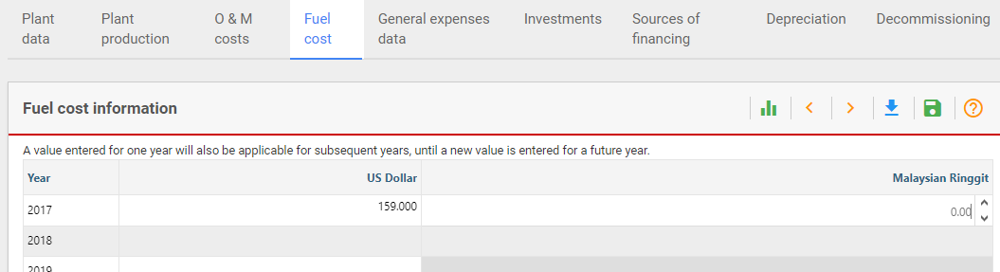 Plant data
Plant production
O & M costs
Fuel cost
General expenses data
Investments
Sources of financing
Depreciation
Decommissioning
Fuel cost information
A value entered for one year will also be applicable for subsequent years, until a new value is entered for a future year.
Year US Dollar Malaysian Ringgit
2017 159.000 0.00
2018
2019